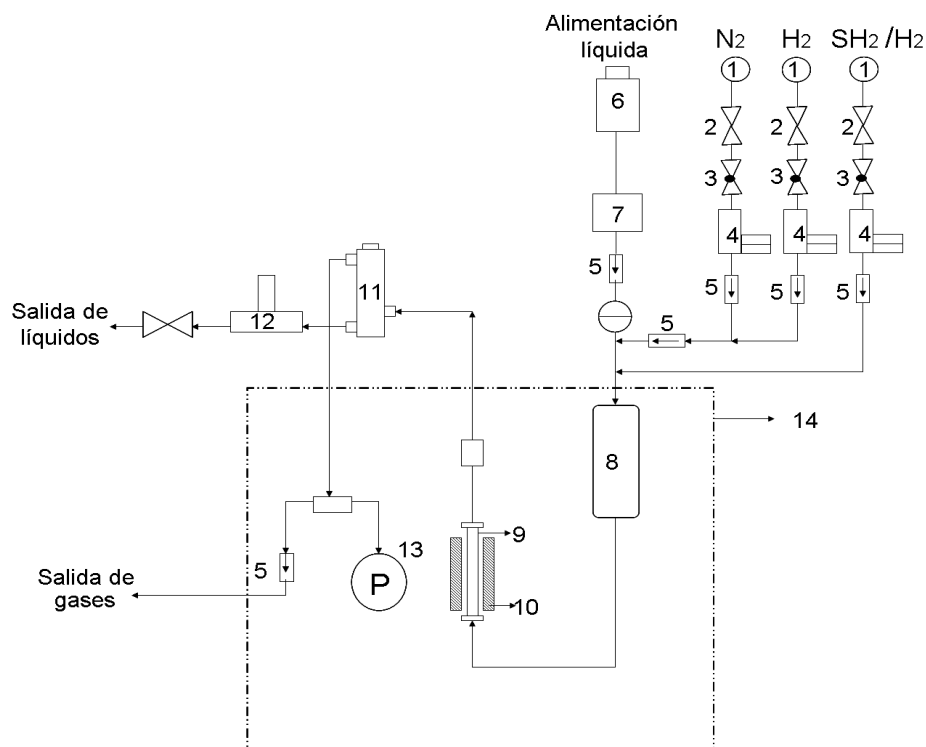 Alimentación
líquida
N2 H2 SH2 /H2
1 1 1
6
2 2 2
3 3 3
7
4 4 4
5
5 5 5
11
Salida de
líquidos
12
5
14
8
9
13
5
P
Salida de
gases
10